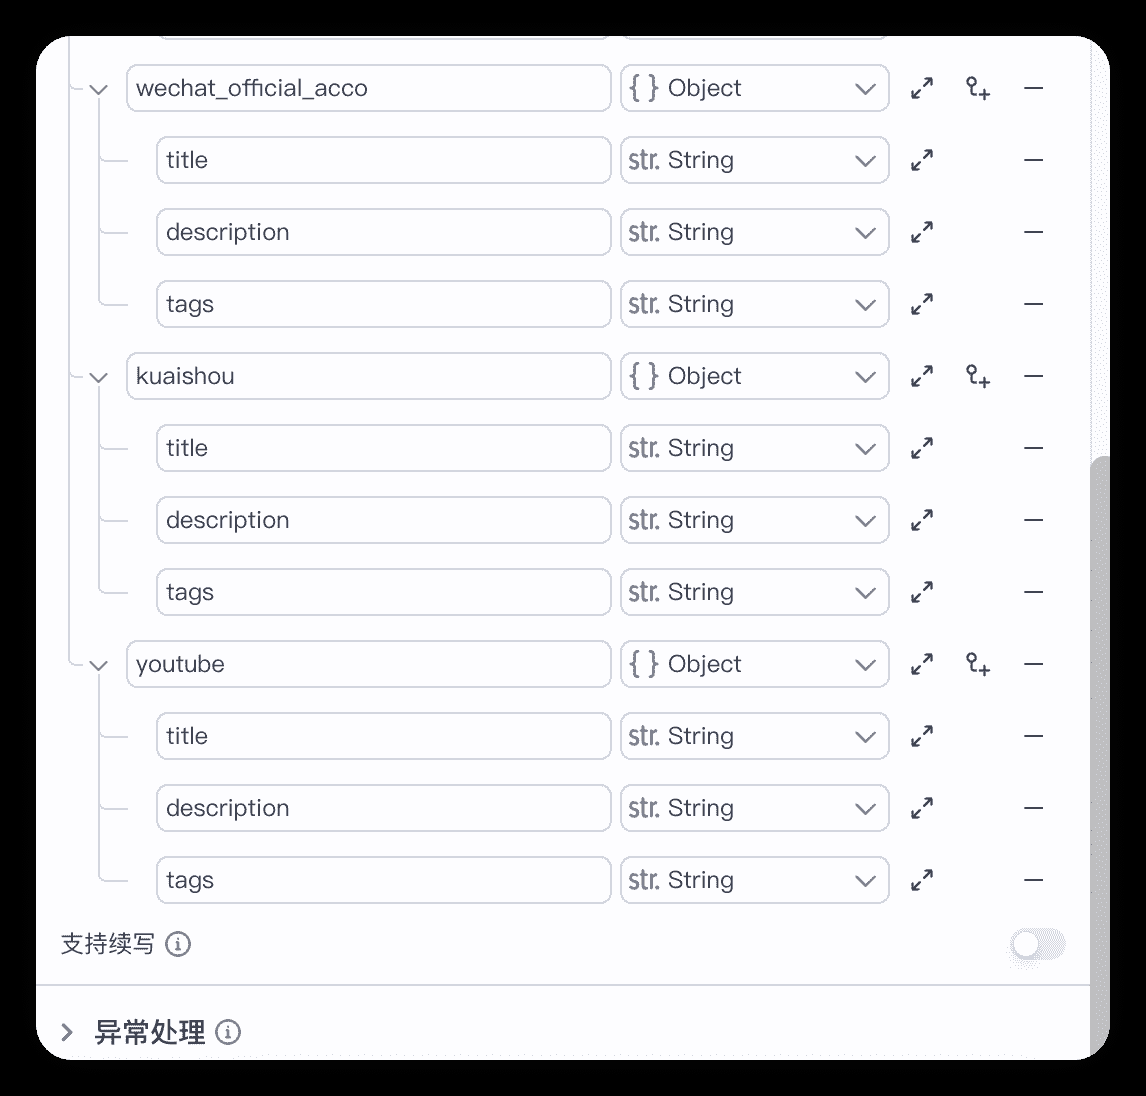 wechat_official_acco { } Object
title str. String
description str. String
tags str. String
kuaishou { } Object
title str. String
description str. String
tags str. String
youtube { } Object
title str. String
description str. String
tags str. String
支持续写
异常处理